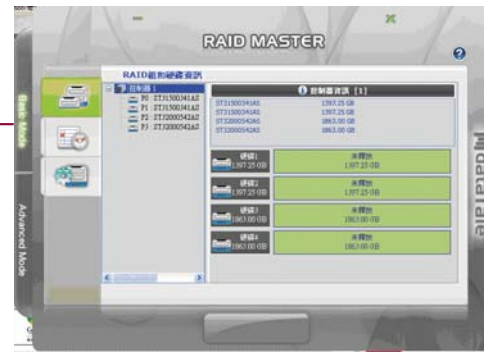 RAID MASTER
?
RAID組和硬碟資訊
Basic Mode
Advanced Mode
控制器 1
P0 : ST31500341AS
P1 : ST31500341AS
P2 : ST32000542AS
P3 : ST32000542AS
控制器資訊 [1]
ST31500341AS 1397.25 GB
ST31500341AS 1397.25 GB
ST32000542AS 1863.00 GB
ST32000542AS 1863.00 GB
硬碟1
1397.25 GB
未釋放
1397.25 GB
硬碟2
1397.25 GB
未釋放
1397.25 GB
硬碟3
1863.00 GB
未釋放
1863.00 GB
硬碟4
1863.00 GB
未釋放
1863.00 GB
datatale